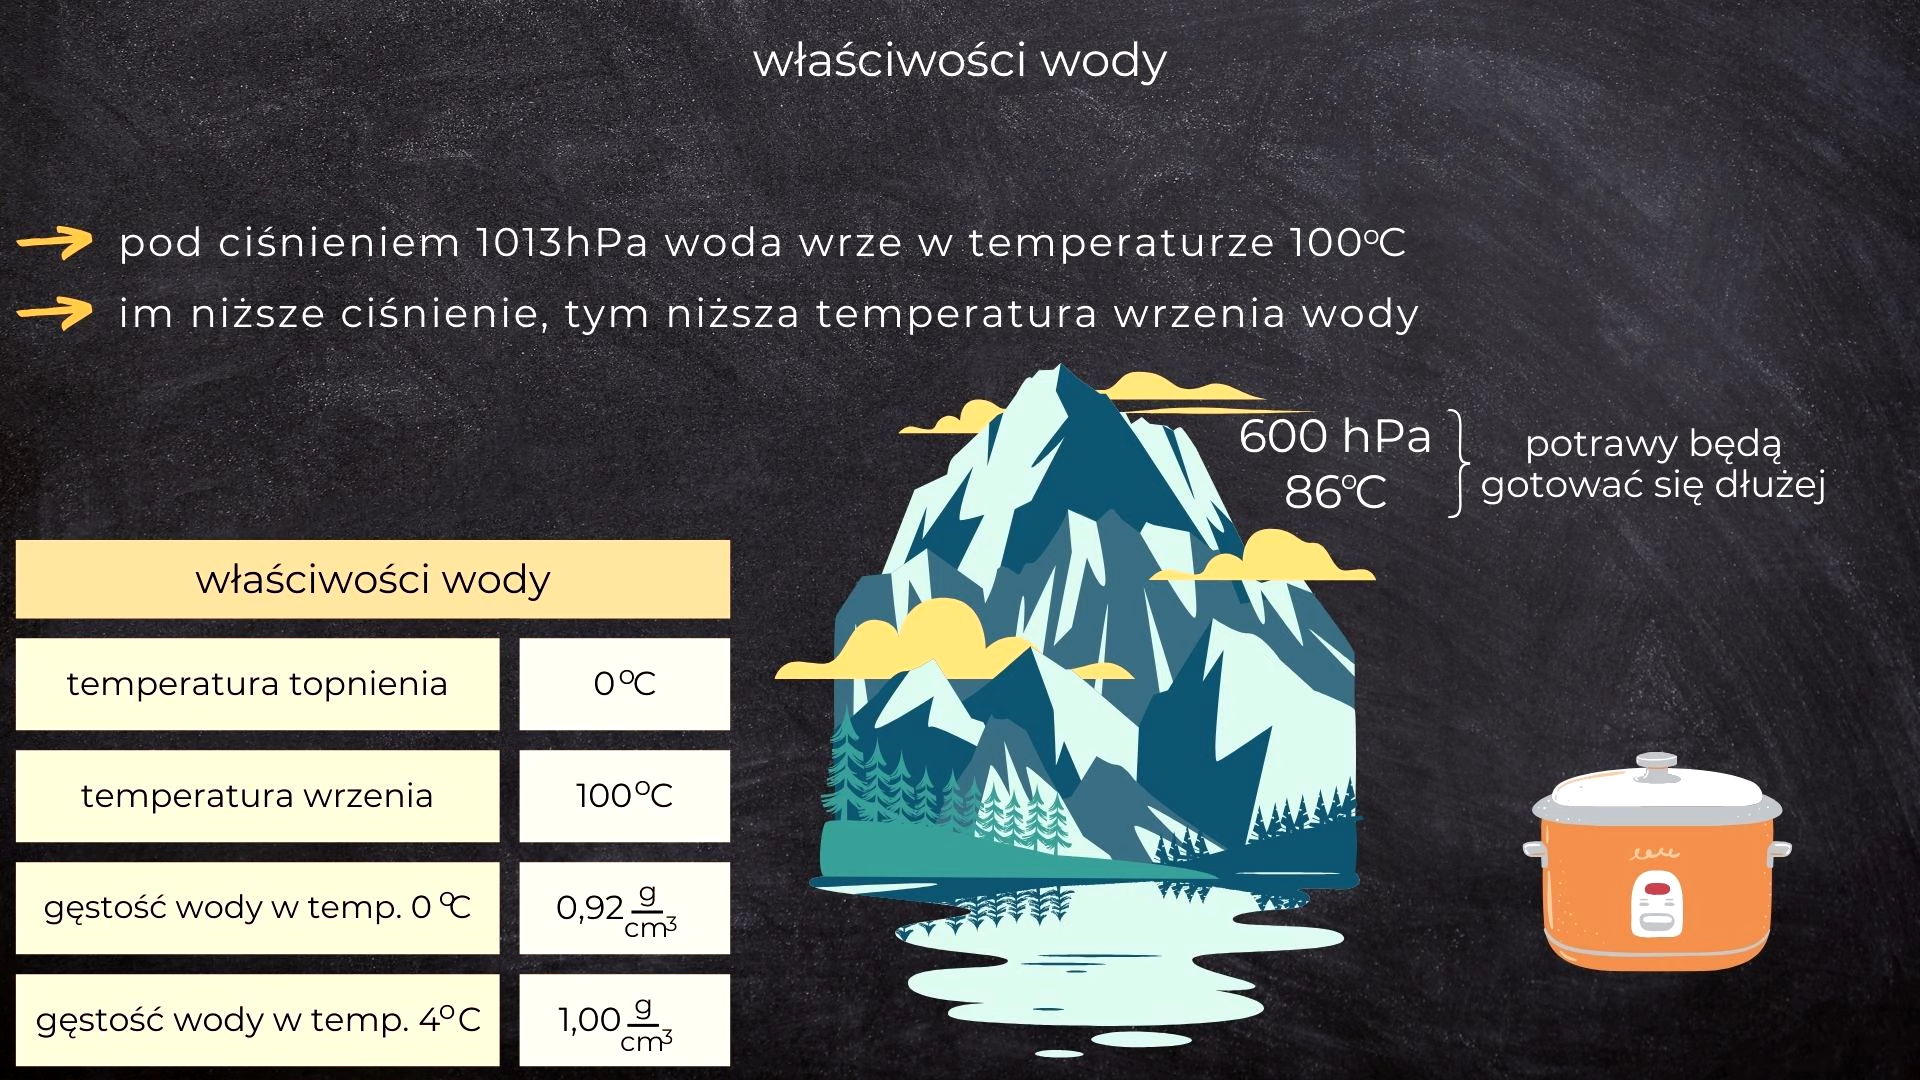 właściwości wody
pod ciśnieniem 1013hPa woda wrze w temperaturze 100°C
im niższe ciśnienie, tym niższa temperatura wrzenia wody
600 hPa
86°C
potrawy będą
gotować się dłużej
właściwości wody
temperatura topnienia 0°C
temperatura wrzenia 100°C
gęstość wody w temp. 0 °C 0,92 g/cm³
gęstość wody w temp. 4°C 1,00 g/cm³